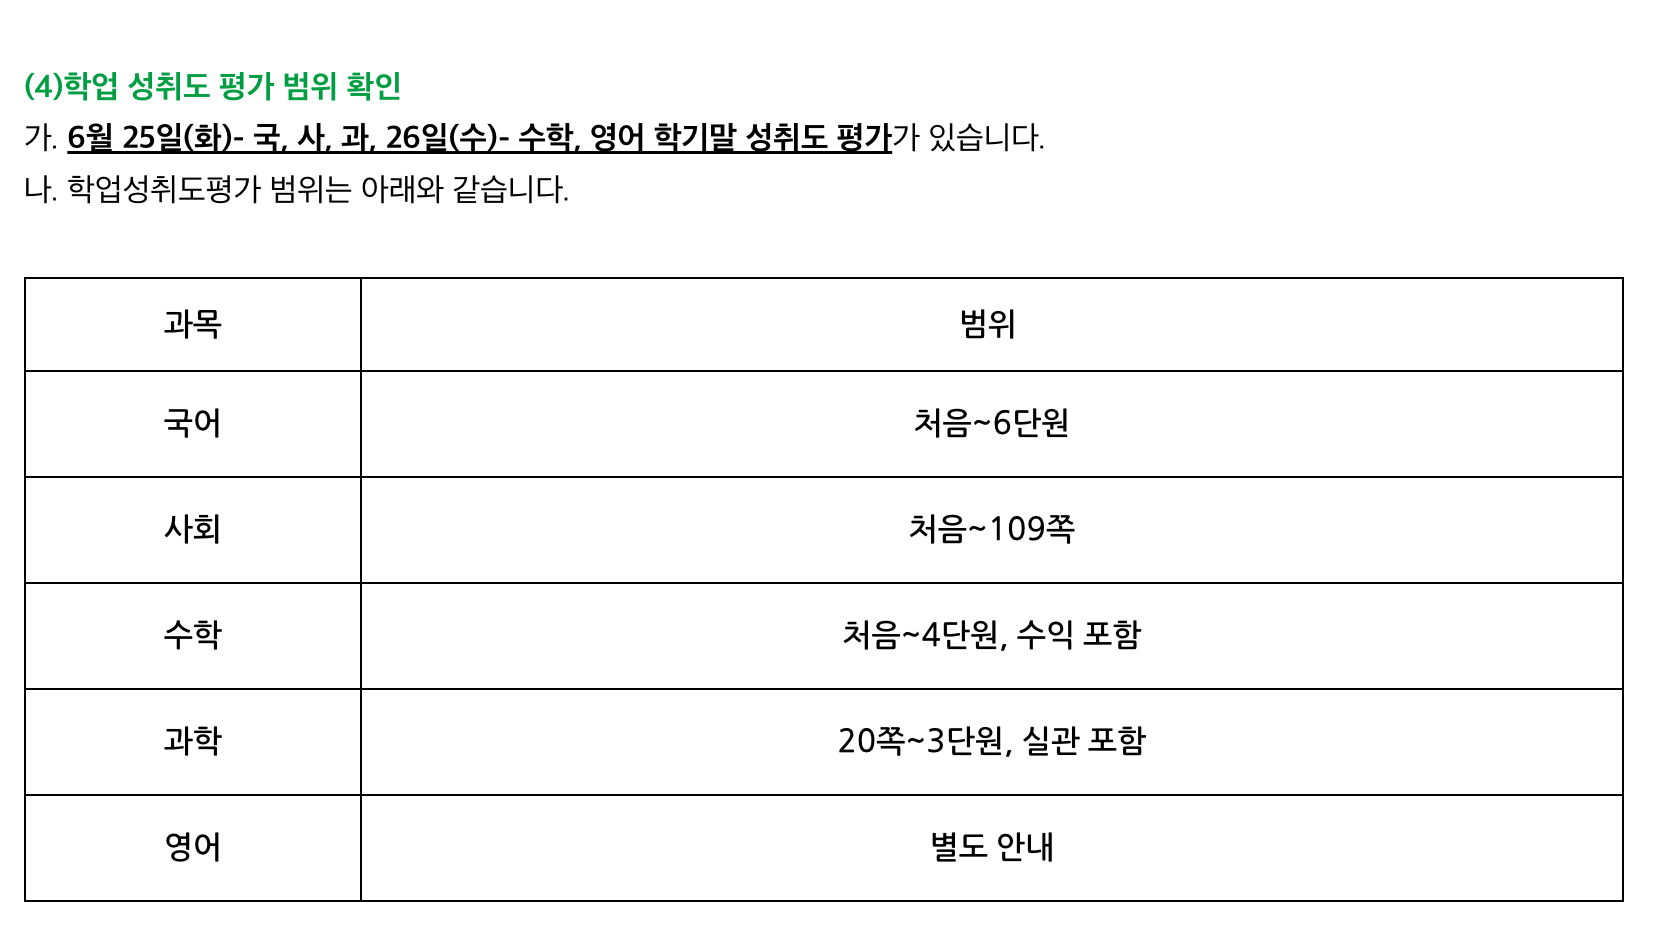 (4)학업 성취도 평가 범위 확인
가. 6월 25일(화)- 국, 사, 과, 26일(수)- 수학, 영어 학기말 성취도 평가가 있습니다.
나. 학업성취도평가 범위는 아래와 같습니다.
과목 범위
국어 처음~6단원
사회 처음~109쪽
수학 처음~4단원, 수익 포함
과학 20쪽~3단원, 실관 포함
영어 별도 안내